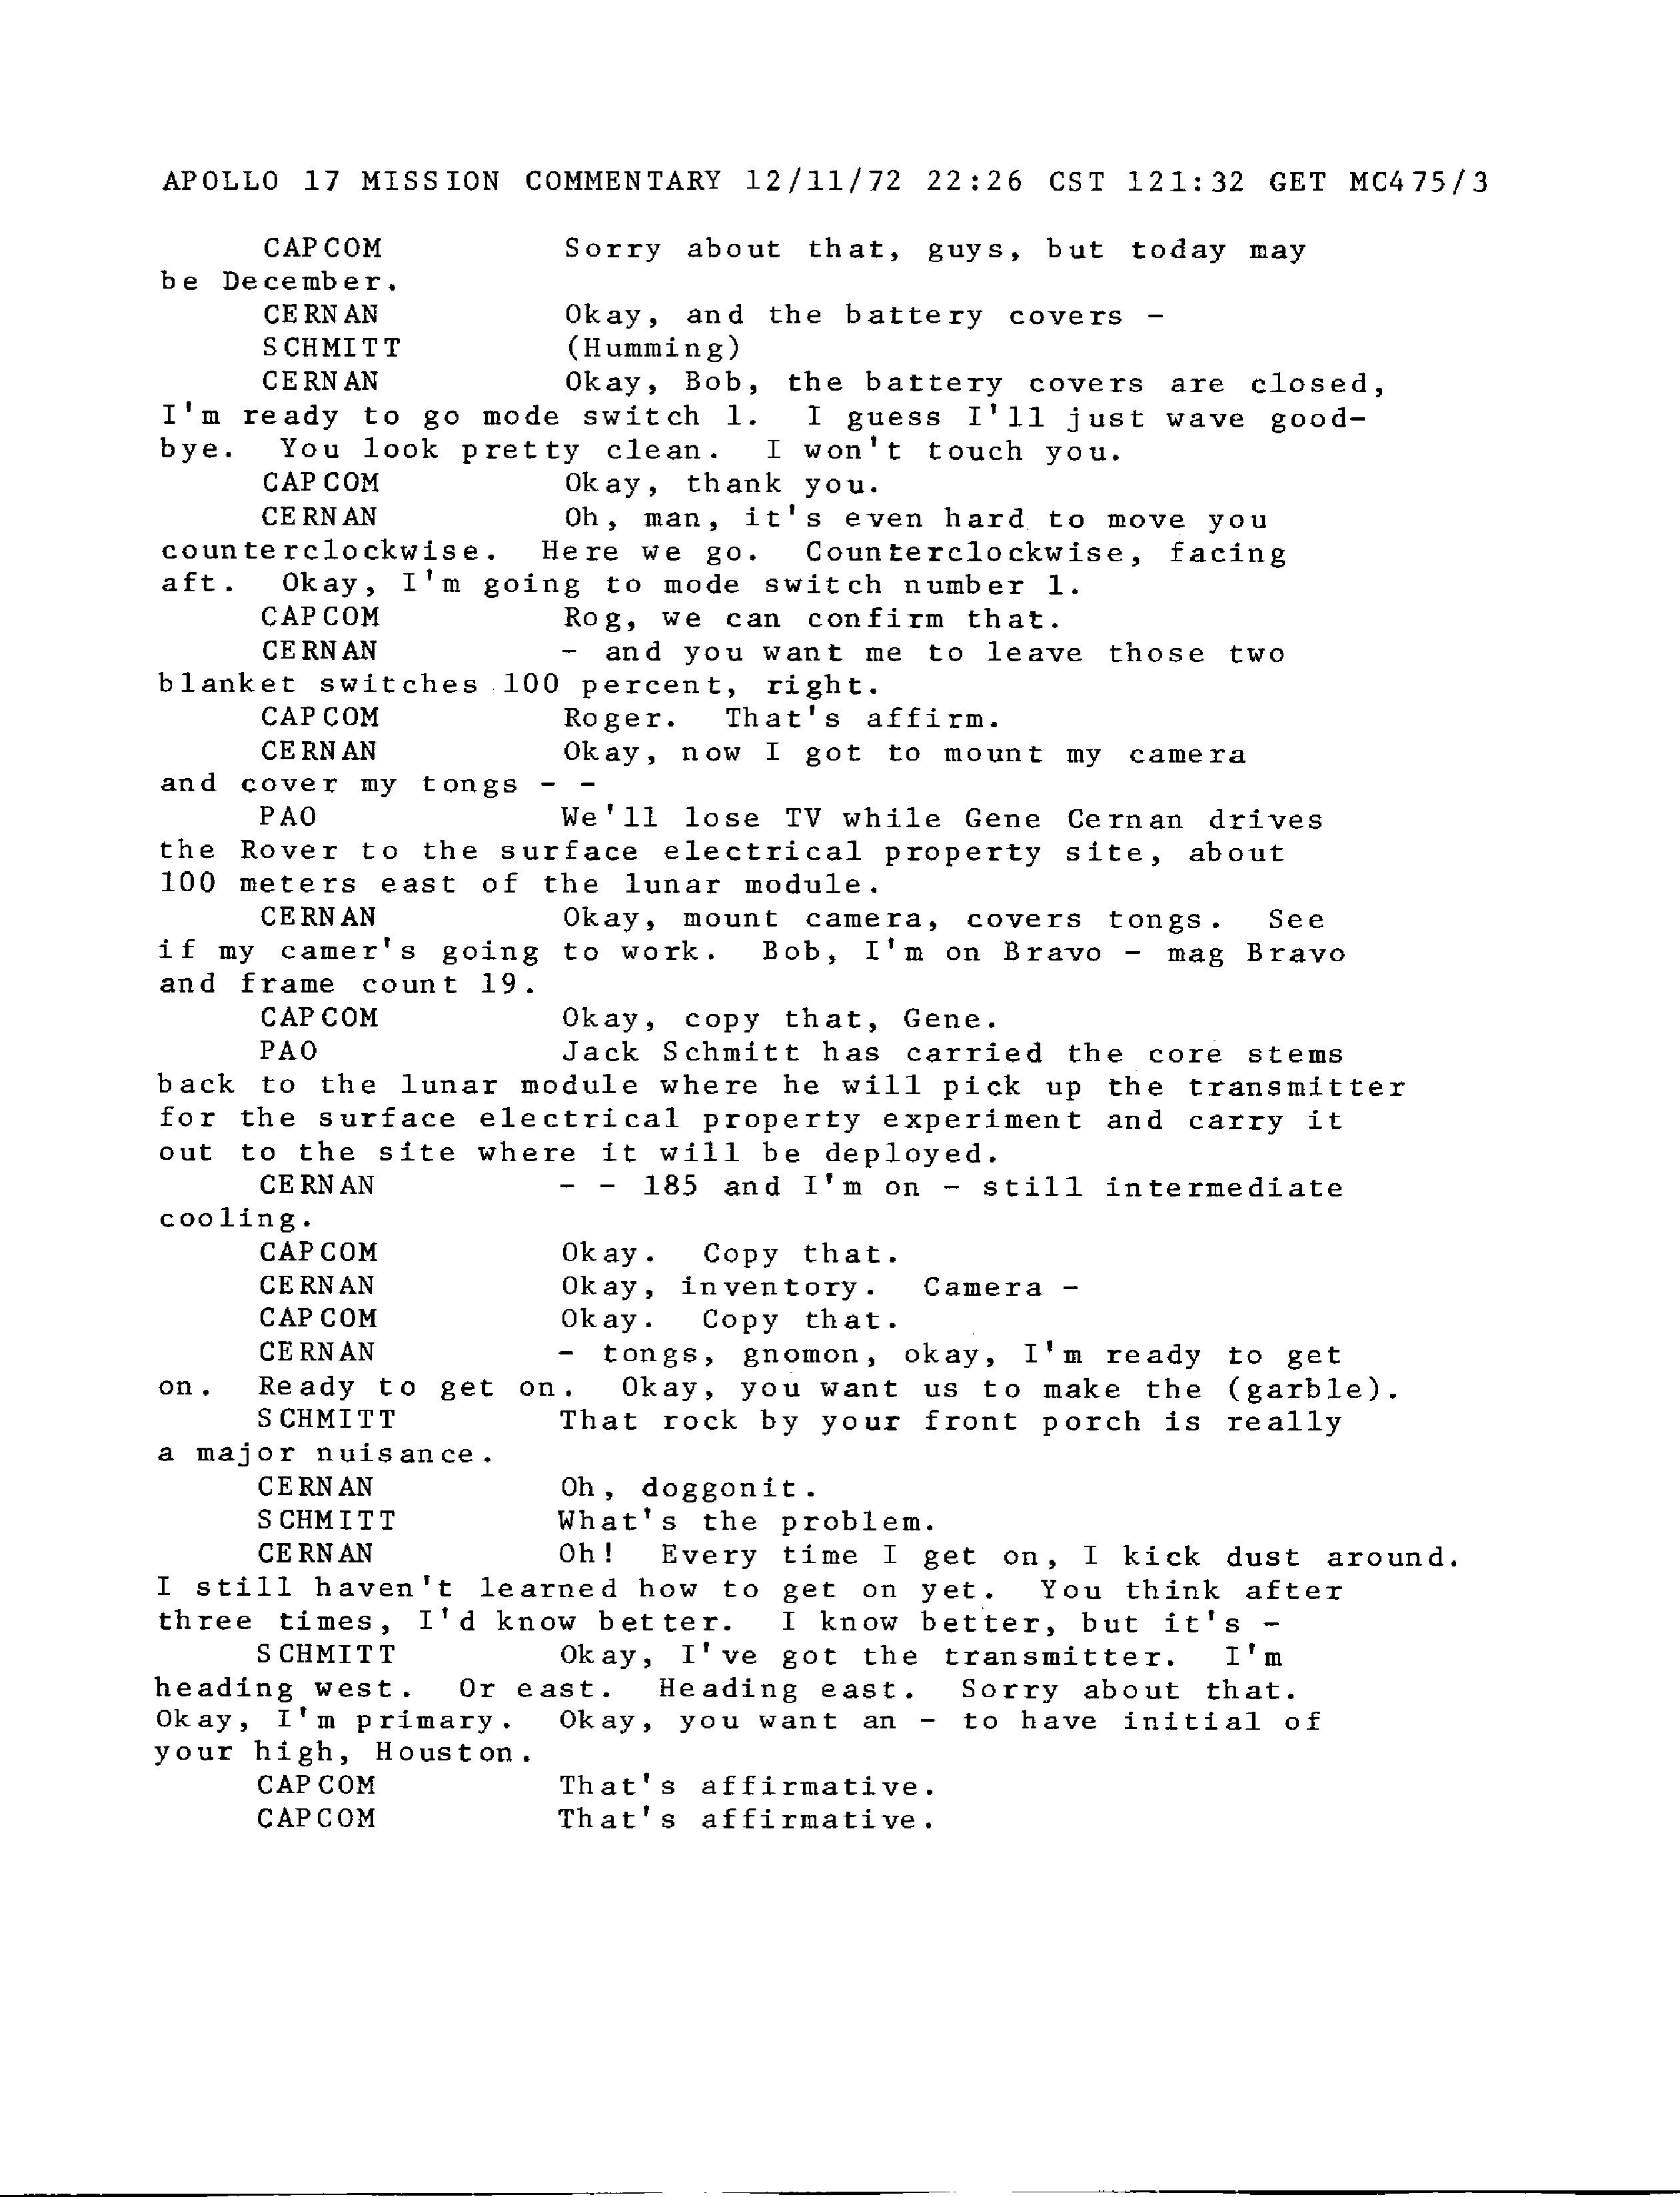 APOLLO 17 MISSION COMMENTARY 12/11/72 22:26 CST 121:32 GET MC475/3
CAPCOM Sorry about that, guys, but today may
be December.
CERNAN Okay, and the battery covers -
SCHMITT (Humming)
CERNAN Okay, Bob, the battery covers are closed,
I'm ready to go mode switch 1. I guess I'll just wave good-
bye. You look pretty clean. I won't touch you.
CAPCOM Okay, thank you.
CERNAN Oh, man, it's even hard to move you
counterclockwise. Here we go. Counterclockwise, facing
aft. Okay, I'm going to mode switch number 1.
CAPCOM Rog, we can confirm that.
CERNAN - and you want me to leave those two
blanket switches 100 percent, right.
CAPCOM Roger. That's affirm.
CERNAN Okay, now I got to mount my camera
and cover my tongs - -
PAO We'll lose TV while Gene Cernan drives
the Rover to the surface electrical property site, about
100 meters east of the lunar module.
CERNAN Okay, mount camera, covers tongs. See
if my camer's going to work. Bob, I'm on Bravo - mag Bravo
and frame count 19.
CAPCOM Okay, copy that, Gene.
PAO Jack Schmitt has carried the core stems
back to the lunar module where he will pick up the transmitter
for the surface electrical property experiment and carry it
out to the site where it will be deployed.
CERNAN - - 185 and I'm on - still intermediate
cooling.
CAPCOM Okay. Copy that.
CERNAN Okay, inventory. Camera -
CAPCOM Okay. Copy that.
CERNAN - tongs, gnomon, okay, I'm ready to get
on. Ready to get on. Okay, you want us to make the (garble).
SCHMITT That rock by your front porch is really
a major nuisance.
CERNAN Oh, doggonit.
SCHMITT What's the problem.
CERNAN Oh! Every time I get on, I kick dust around.
I still haven't learned how to get on yet. You think after
three times, I'd know better. I know better, but it's -
SCHMITT Okay, I've got the transmitter. I'm
heading west. Or east. Heading east. Sorry about that.
Okay, I'm primary. Okay, you want an - to have initial of
your high, Houston.
CAPCOM That's affirmative.
CAPCOM That's affirmative.